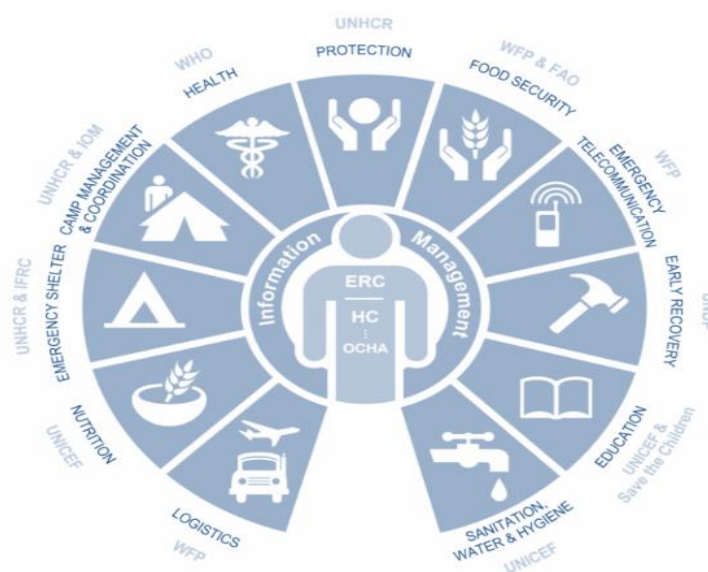 UNHCR
PROTECTION
WFP & FAO
FOOD SECURITY
WFP
EMERGENCY
TELECOMMUNICATION
EARLY RECOVERY
EDUCATION
UNICEF &
Save the Children
SANITATION,
WATER & HYGIENE
UNICEF
LOGISTICS
WFP
NUTRITION
UNICEF
UNHCR & IFRC
EMERGENCY SHELTER
UNHCR & IOM
CAMP MANAGEMENT
& COORDINATION
WHO
HEALTH
Information
Management
ERC
HC
OCHA